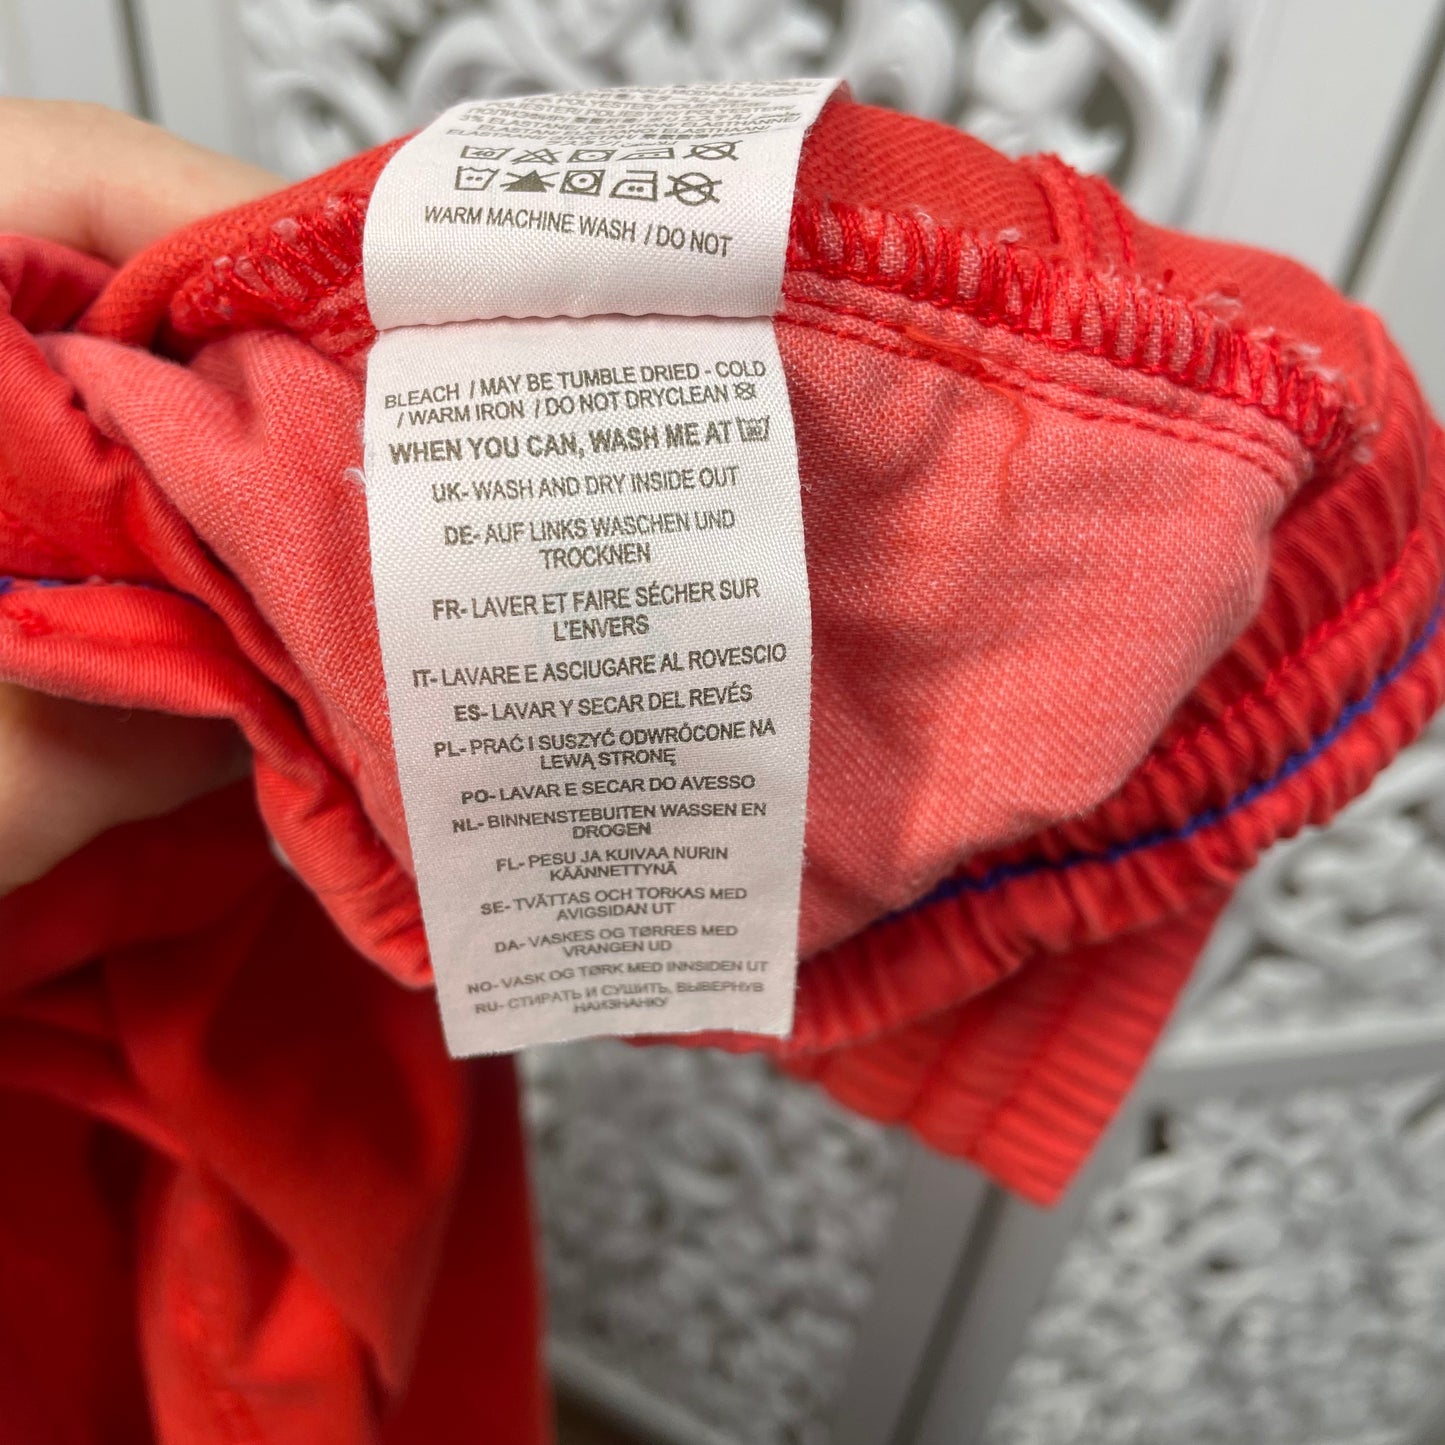 WARM MACHINE WASH / DO NOT
BLEACH / MAY BE TUMBLE DRIED - COLD
/ WARM IRON / DO NOT DRYCLEAN
WHEN YOU CAN, WASH ME AT
UK- WASH AND DRY INSIDE OUT
DE- AUF LINKS WASCHEN UND
TROCKNEN
FR- LAVER ET FAIRE SÉCHER SUR
L'ENVERS
IT- LAVARE E ASCIUGARE AL ROVESCIO
ES- LAVAR Y SECAR DEL REVÉS
PL- PRAĆ I SUSZYĆ ODWRÓCONE NA
LEWĄ STRONĘ
PO- LAVAR E SECAR DO AVESSO
NL- BINNENSTEBUITEN WASSEN EN
DROGEN
FL- PESU JA KUIVAA NURIN
KÄÄNNETTYNÄ
SE- TVÄTTAS OCH TORKAS MED
AVIGSIDAN UT
DA- VASKES OG TØRRES MED
VRANGEN UD
NO- VASK OG TØRK MED INNSIDEN UT
RU- СТИРАТЬ И СУШИТЬ, ВЫВЕРНУВ
НАИЗНАНКУ